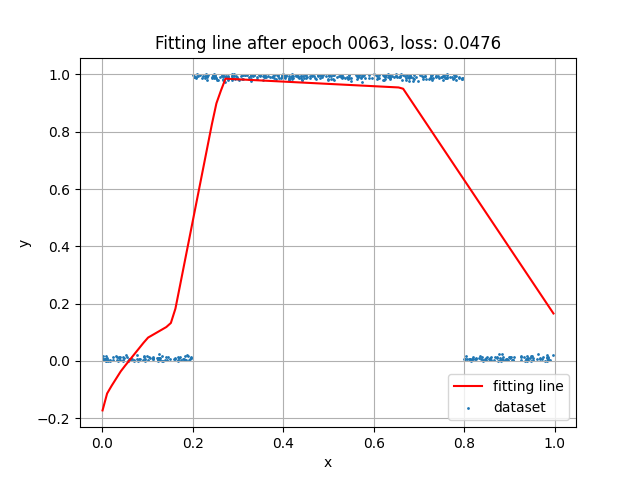 Fitting line after epoch 0063, loss: 0.0476
1.0
0.8
0.6
0.4
0.2
0.0
−0.2
y
0.0 0.2 0.4 0.6 0.8 1.0
x
fitting line
dataset